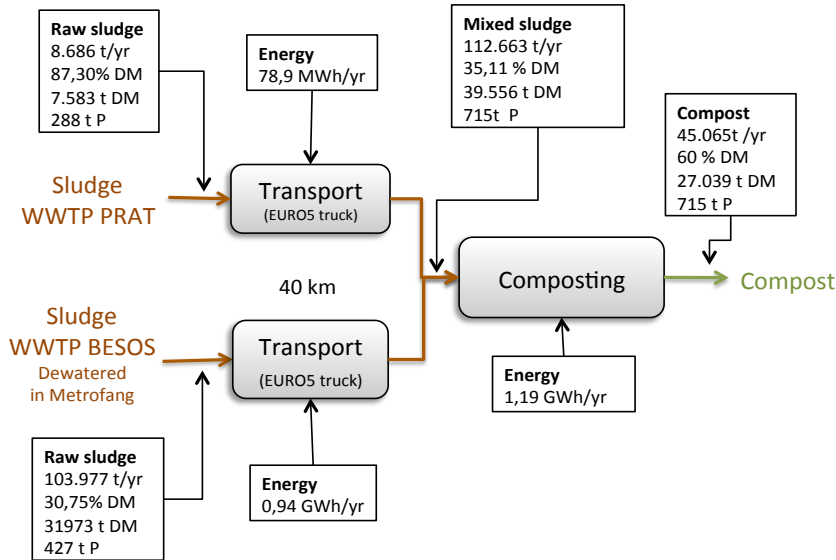 Raw sludge
8.686 t/yr
87,30% DM
7.583 t DM
288 t P
Energy
78,9 MWh/yr
Mixed sludge
112.663 t/yr
35,11 % DM
39.556 t DM
715t P
Compost
45.065t /yr
60 % DM
27.039 t DM
715 t P
Sludge
WWTP PRAT
Transport
(EURO5 truck)
40 km
Composting
Compost
Sludge
WWTP BESOS
Dewatered
in Metrofang
Transport
(EURO5 truck)
Energy
1,19 GWh/yr
Raw sludge
103.977 t/yr
30,75% DM
31973 t DM
427 t P
Energy
0,94 GWh/yr